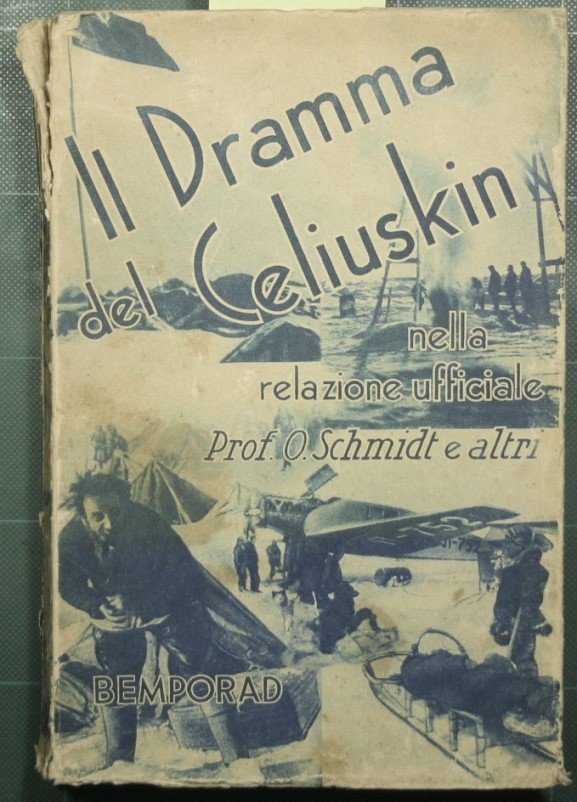 Il Dramma
del Celiuskin
nella
relazione ufficiale
Prof. O. Schmidt e altri
BEMPORAD